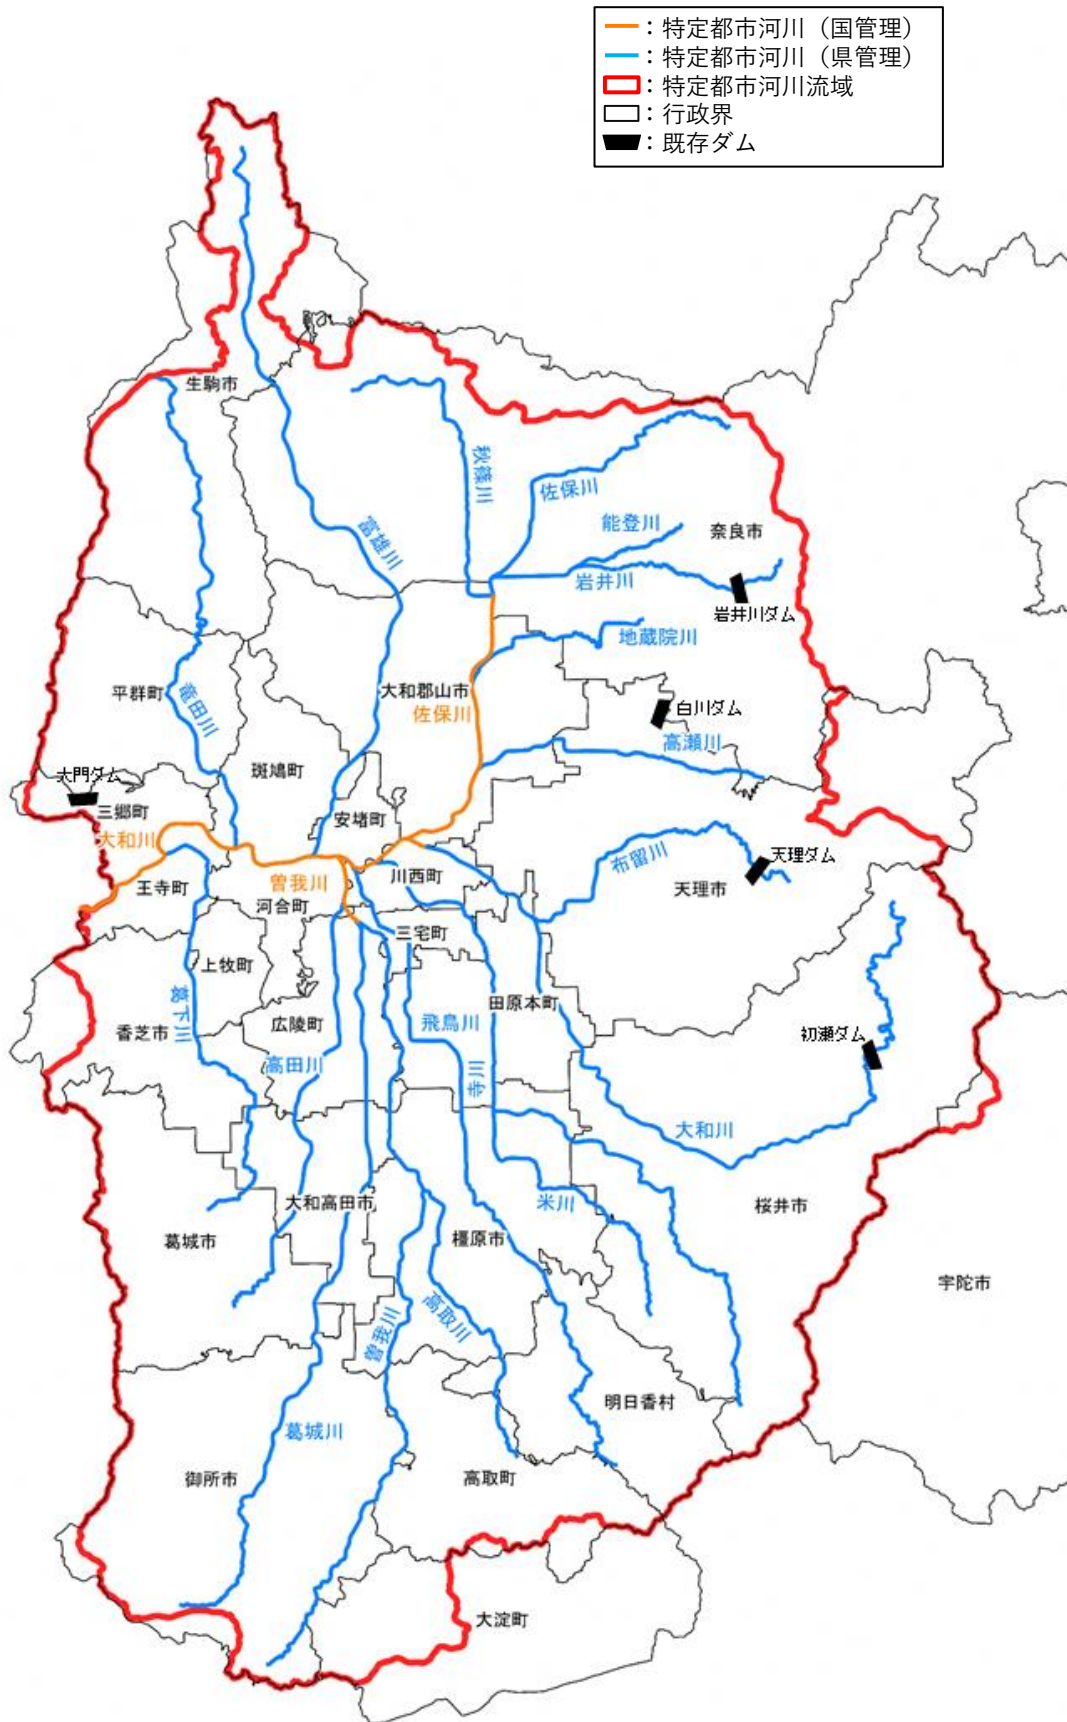 ：特定都市河川（国管理）
：特定都市河川（県管理）
：特定都市河川流域
：行政界
：既存ダム
生駒市
秋篠川
佐保川
能登川
奈良市
富雄川
岩井川
岩井川ダム
地蔵院川
平群町
竜田川
大和郡山市
佐保川
白川ダム
高瀬川
斑鳩町
大門ダム
三郷町
安堵町
大和川
布留川
天理ダム
王寺町
曽我川
川西町
天理市
河合町
三宅町
上牧町
葛下川
田原本町
香芝市
広陵町
飛鳥川
初瀬ダム
高田川
寺川
大和川
大和高田市
米川
桜井市
葛城市
橿原市
宇陀市
高取川
曽我川
明日香村
葛城川
御所市
高取町
大淀町